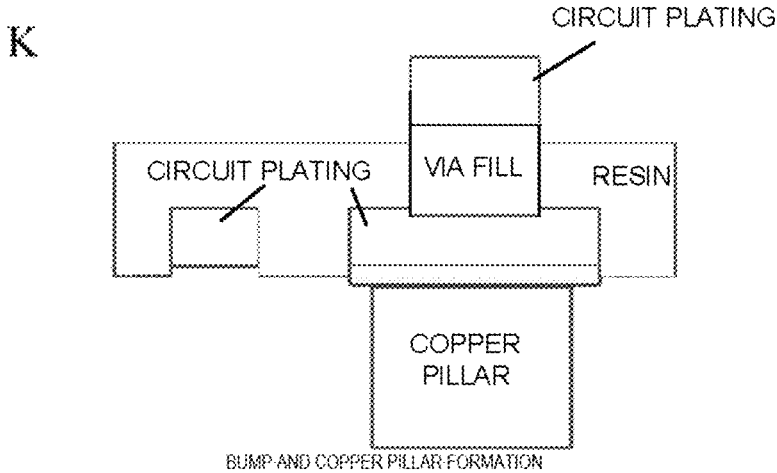 K
CIRCUIT PLATING
CIRCUIT PLATING
VIA FILL
RESIN
COPPER
PILLAR
BUMP AND COPPER PILLAR FORMATION